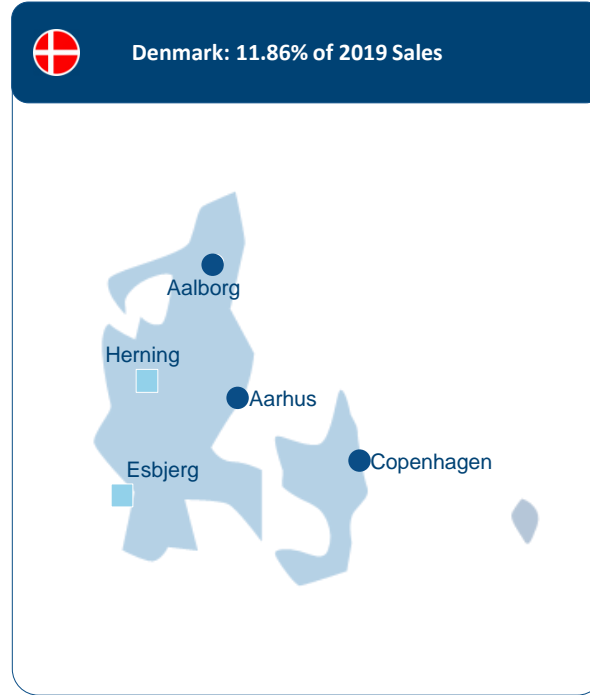 Denmark: 11.86% of 2019 Sales
Aalborg
Herning
Aarhus
Copenhagen
Esbjerg